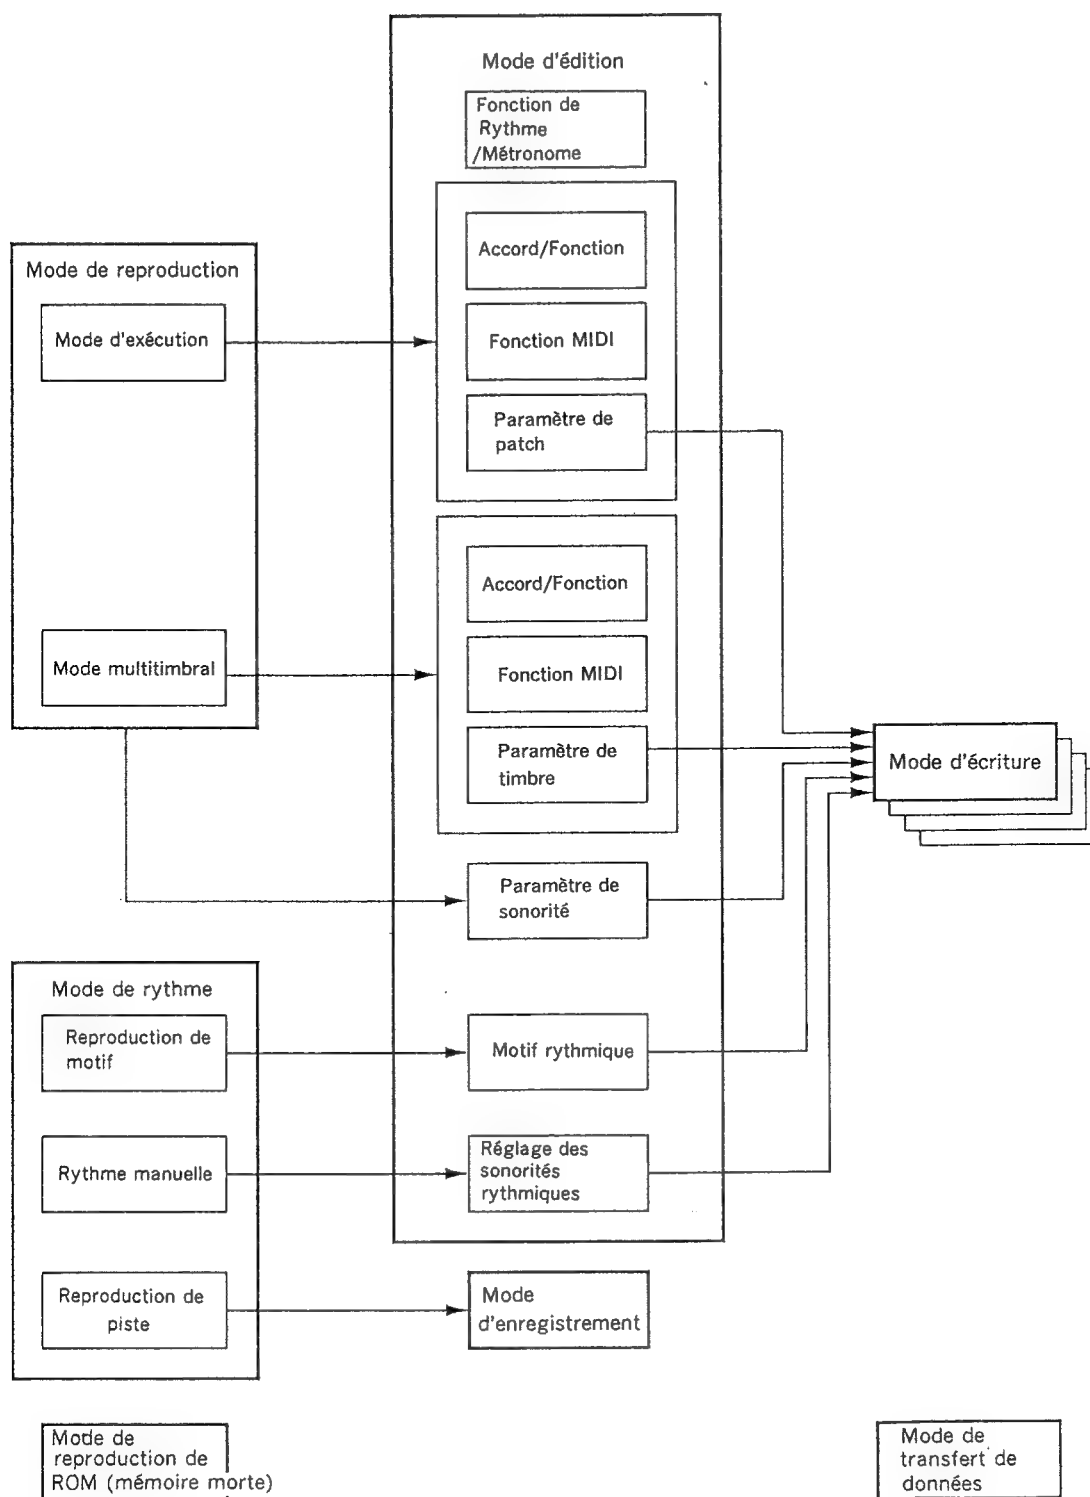 Mode d'édition
Fonction de
Rythme
/Métronome
Accord/Fonction
Fonction MIDI
Paramètre de
patch
Mode de reproduction
Mode d'exécution
Mode multitimbral
Accord/Fonction
Fonction MIDI
Paramètre de
timbre
Mode d'écriture
Paramètre de
sonorité
Mode de rythme
Reproduction de
motif
Motif rythmique
Rythme manuelle
Réglage des
sonorités
rythmiques
Reproduction de
piste
Mode
d'enregistrement
Mode de
reproduction de
ROM (mémoire morte)
Mode de
transfert de
données